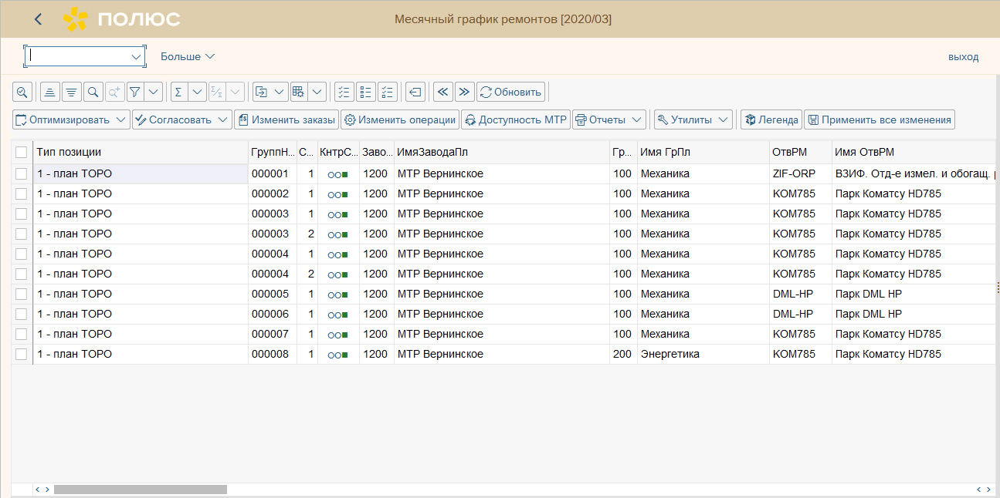 ПОЛЮС Месячный график ремонтов [2020/03]
Больше выход
Обновить
Оптимизировать Согласовать Изменить заказы Изменить операции Доступность МТР Отчеты Утилиты Легенда Применить все изменения
Тип позиции ГруппН... С... КнтрС... Заво... ИмяЗаводаПл Гр... Имя ГрПл ОтвРМ Имя ОтвРМ
1 - план ТОРО 000001 1 1200 МТР Вернинское 100 Механика ZIF-ORP ВЗИФ. Отд-е измел. и обогащ.
1 - план ТОРО 000002 1 1200 МТР Вернинское 100 Механика KOM785 Парк Коматсу HD785
1 - план ТОРО 000003 1 1200 МТР Вернинское 100 Механика KOM785 Парк Коматсу HD785
1 - план ТОРО 000003 2 1200 МТР Вернинское 100 Механика KOM785 Парк Коматсу HD785
1 - план ТОРО 000004 1 1200 МТР Вернинское 100 Механика KOM785 Парк Коматсу HD785
1 - план ТОРО 000004 2 1200 МТР Вернинское 100 Механика KOM785 Парк Коматсу HD785
1 - план ТОРО 000005 1 1200 МТР Вернинское 100 Механика DML-HP Парк DML HP
1 - план ТОРО 000006 1 1200 МТР Вернинское 100 Механика DML-HP Парк DML HP
1 - план ТОРО 000007 1 1200 МТР Вернинское 100 Механика KOM785 Парк Коматсу HD785
1 - план ТОРО 000008 1 1200 МТР Вернинское 200 Энергетика KOM785 Парк Коматсу HD785